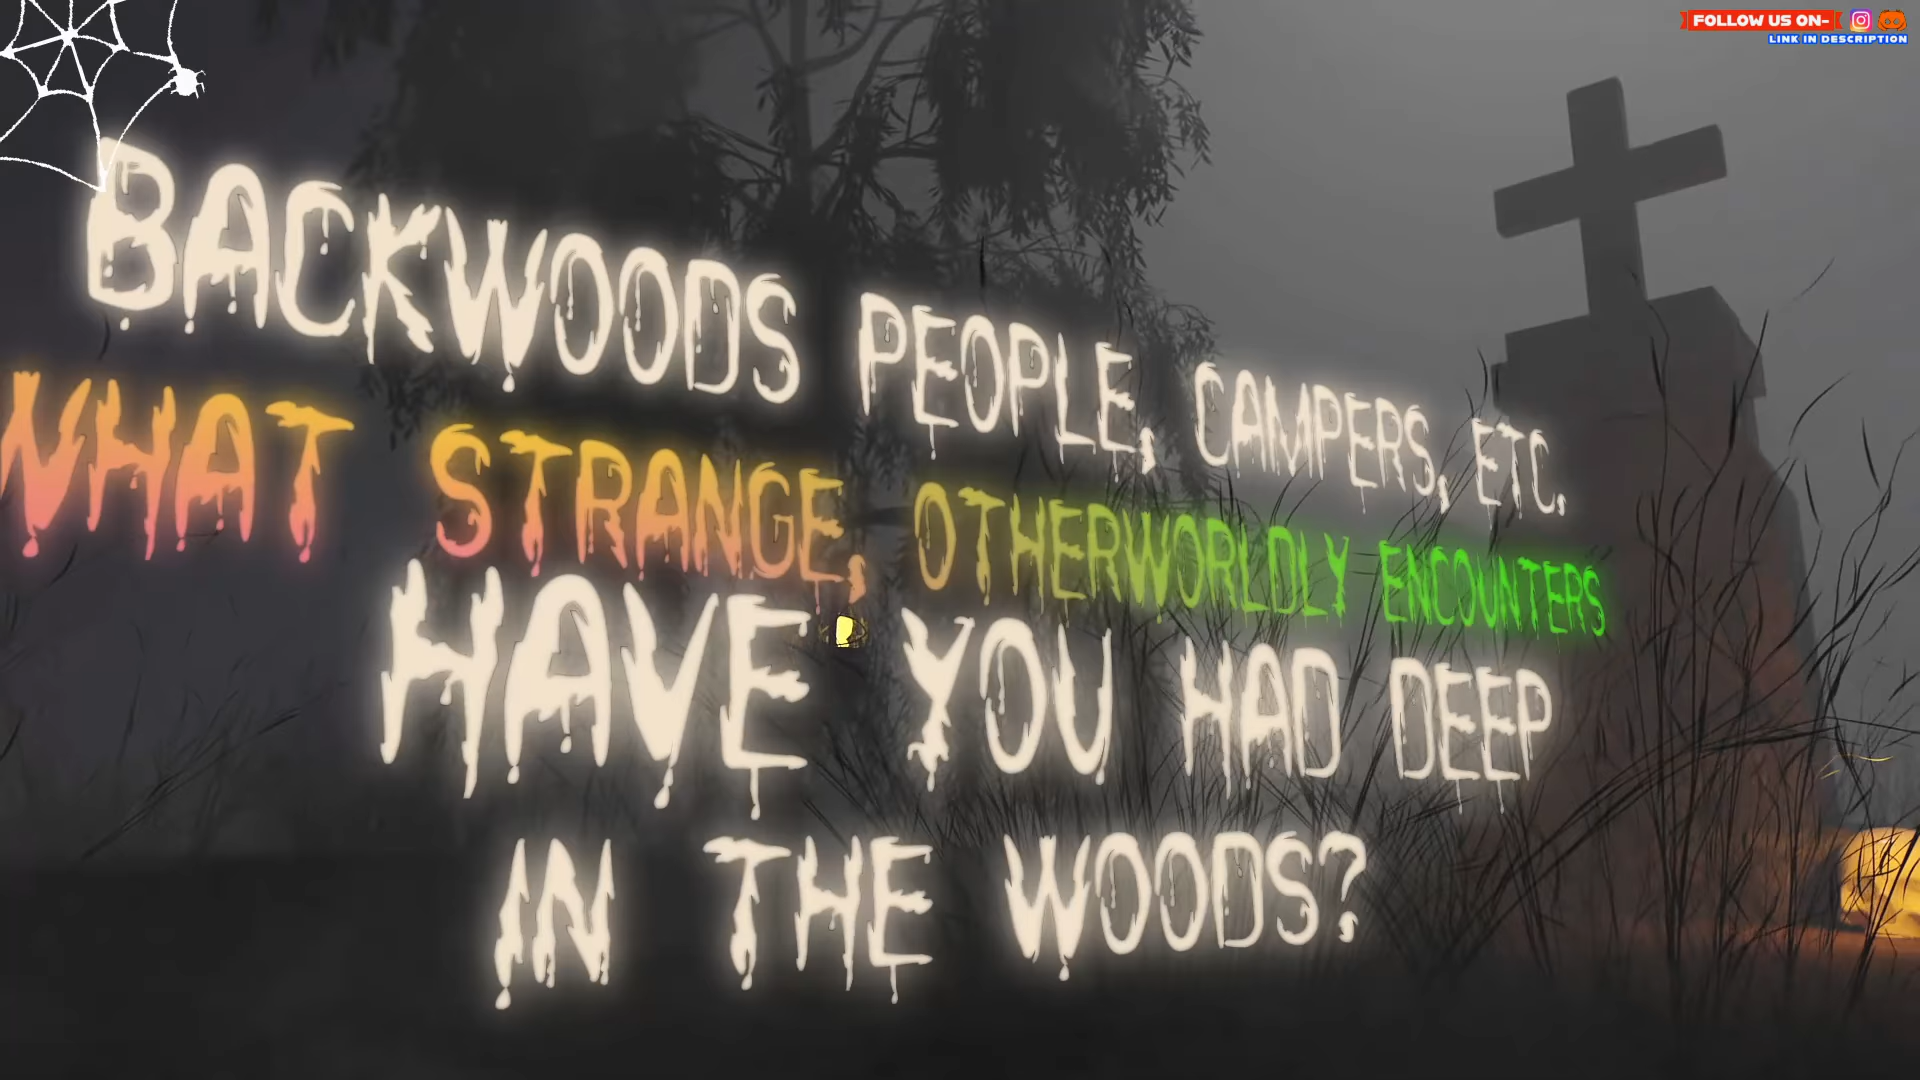 FOLLOW US ON-
LINK IN DESCRIPTION
BACKWOODS PEOPLE, CAMPERS, ETC.
WHAT STRANGE, OTHERWORLDLY ENCOUNTERS
HAVE YOU HAD DEEP
IN THE WOODS?